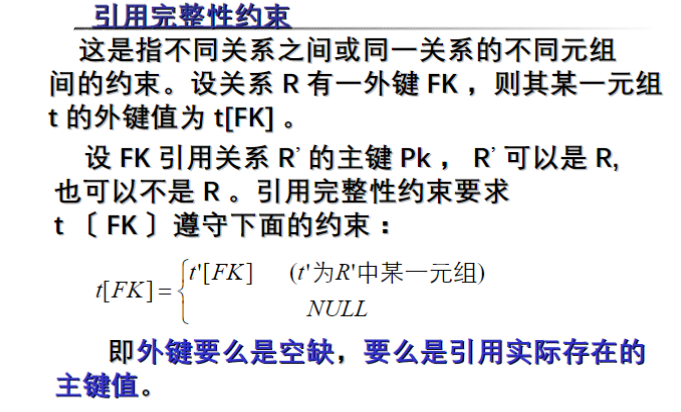 引用完整性约束
这是指不同关系之间或同一关系的不同元组
间的约束。设关系 R 有一外键 FK ，则其某一元组
t 的外键值为 t[FK] 。
设 FK 引用关系 R' 的主键 Pk ， R' 可以是 R,
也可以不是 R 。引用完整性约束要求
t 〔 FK 〕遵守下面的约束：
t[FK] = { t'[FK] (t'为R'中某一元组)
NULL
即外键要么是空缺，要么是引用实际存在的
主键值。